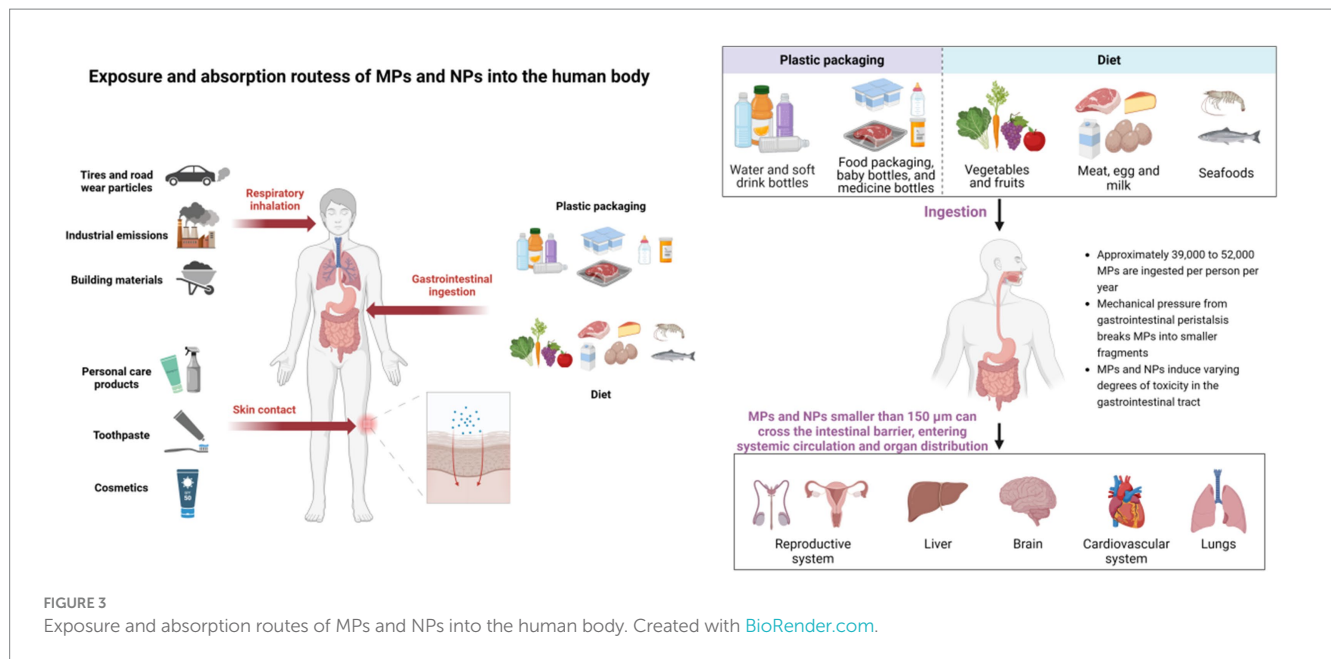 Exposure and absorption routess of MPs and NPs into the human body
Tires and road
wear particles
Industrial emissions
Building materials
Respiratory
inhalation
Personal care
products
Toothpaste
Cosmetics
SPF
50
Skin contact
Gastrointestinal
ingestion
Plastic packaging
Diet
Plastic packaging
Diet
Water and soft
drink bottles
Food packaging,
baby bottles, and
medicine bottles
Vegetables
and fruits
Meat, egg and
milk
Seafoods
Ingestion
• Approximately 39,000 to 52,000
MPs are ingested per person per
year
• Mechanical pressure from
gastrointestinal peristalsis
breaks MPs into smaller
fragments
• MPs and NPs induce varying
degrees of toxicity in the
gastrointestinal tract
MPs and NPs smaller than 150 μm can
cross the intestinal barrier, entering
systemic circulation and organ distribution
Reproductive
system
Liver
Brain
Cardiovascular
system
Lungs
FIGURE 3
Exposure and absorption routes of MPs and NPs into the human body. Created with BioRender.com.